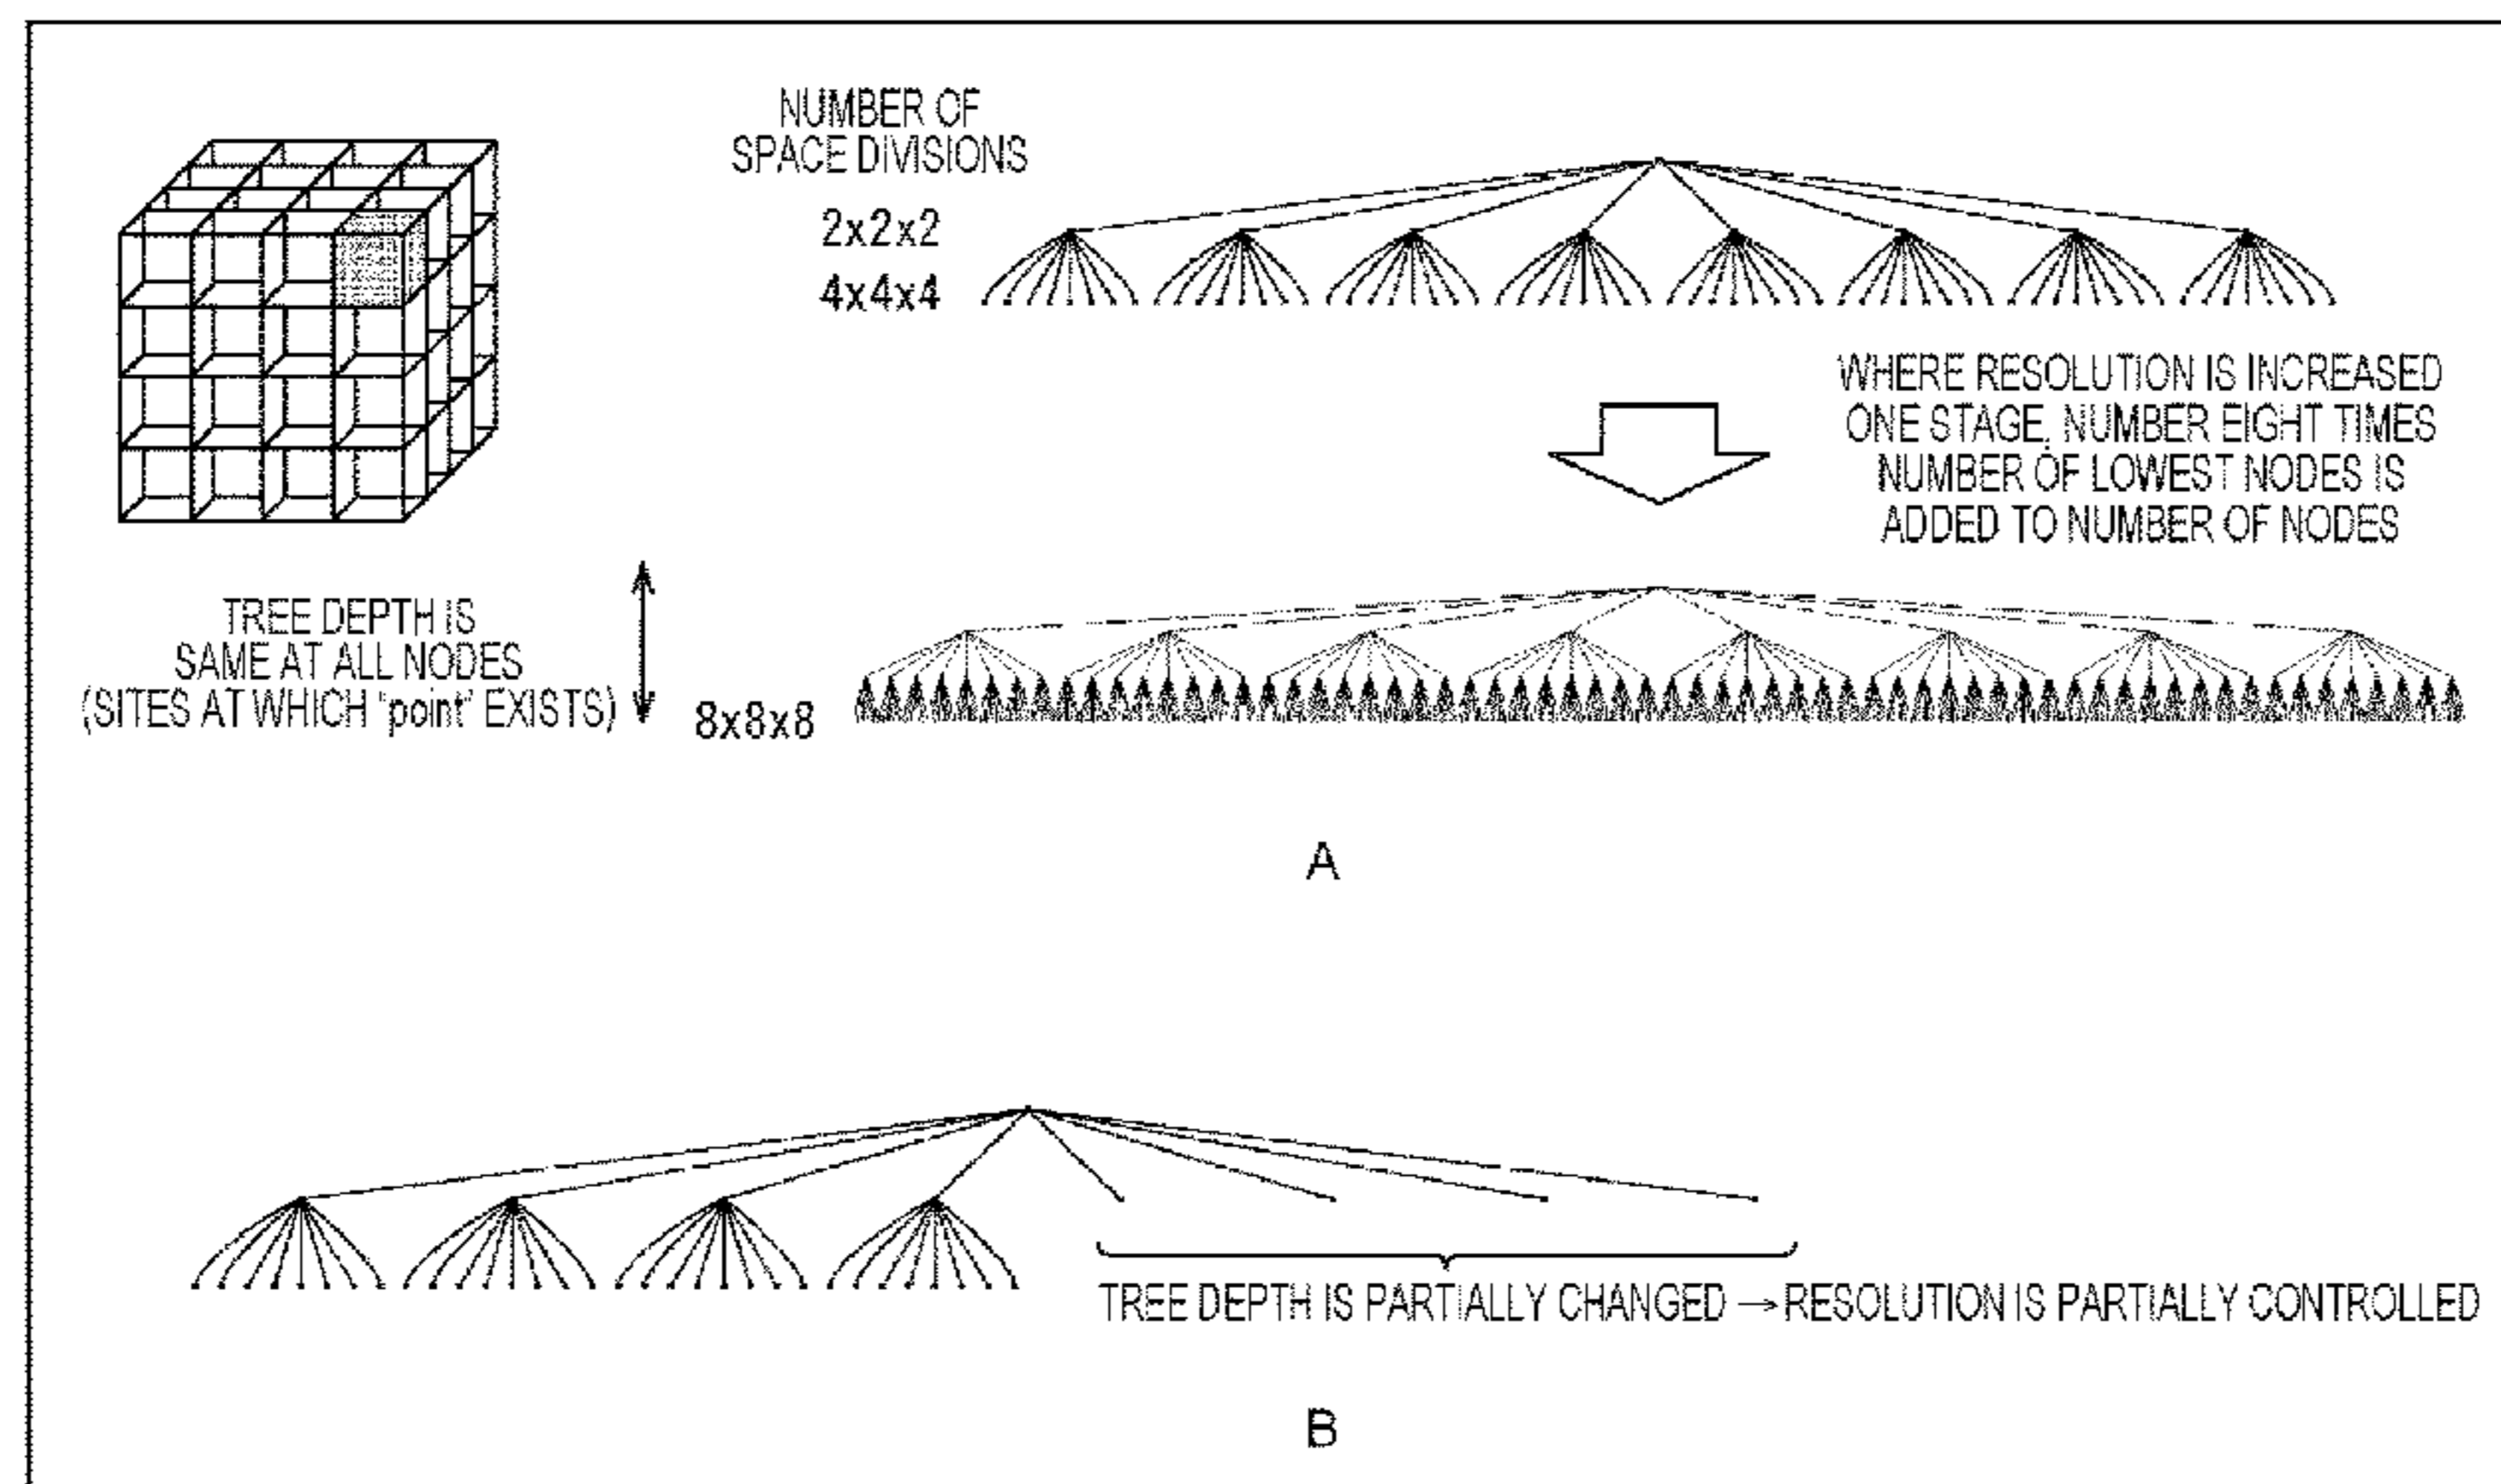 NUMBER OF
SPACE DIVISIONS
2x2x2
4x4x4
WHERE RESOLUTION IS INCREASED
ONE STAGE, NUMBER EIGHT TIMES
NUMBER OF LOWEST NODES IS
ADDED TO NUMBER OF NODES
TREE DEPTH IS
SAME AT ALL NODES
(SITES AT WHICH "point" EXISTS)
8x8x8
A
TREE DEPTH IS PARTIALLY CHANGED → RESOLUTION IS PARTIALLY CONTROLLED
B